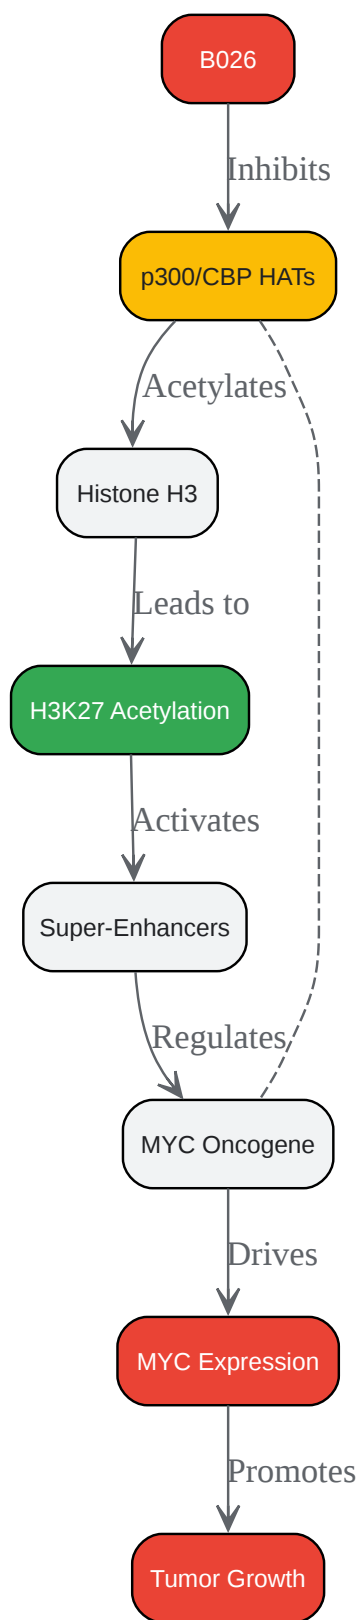 B026
Inhibits
p300/CBP HATs
Acetylates
Histone H3
Leads to
H3K27 Acetylation
Activates
Super-Enhancers
Regulates
MYC Oncogene
Drives
MYC Expression
Promotes
Tumor Growth